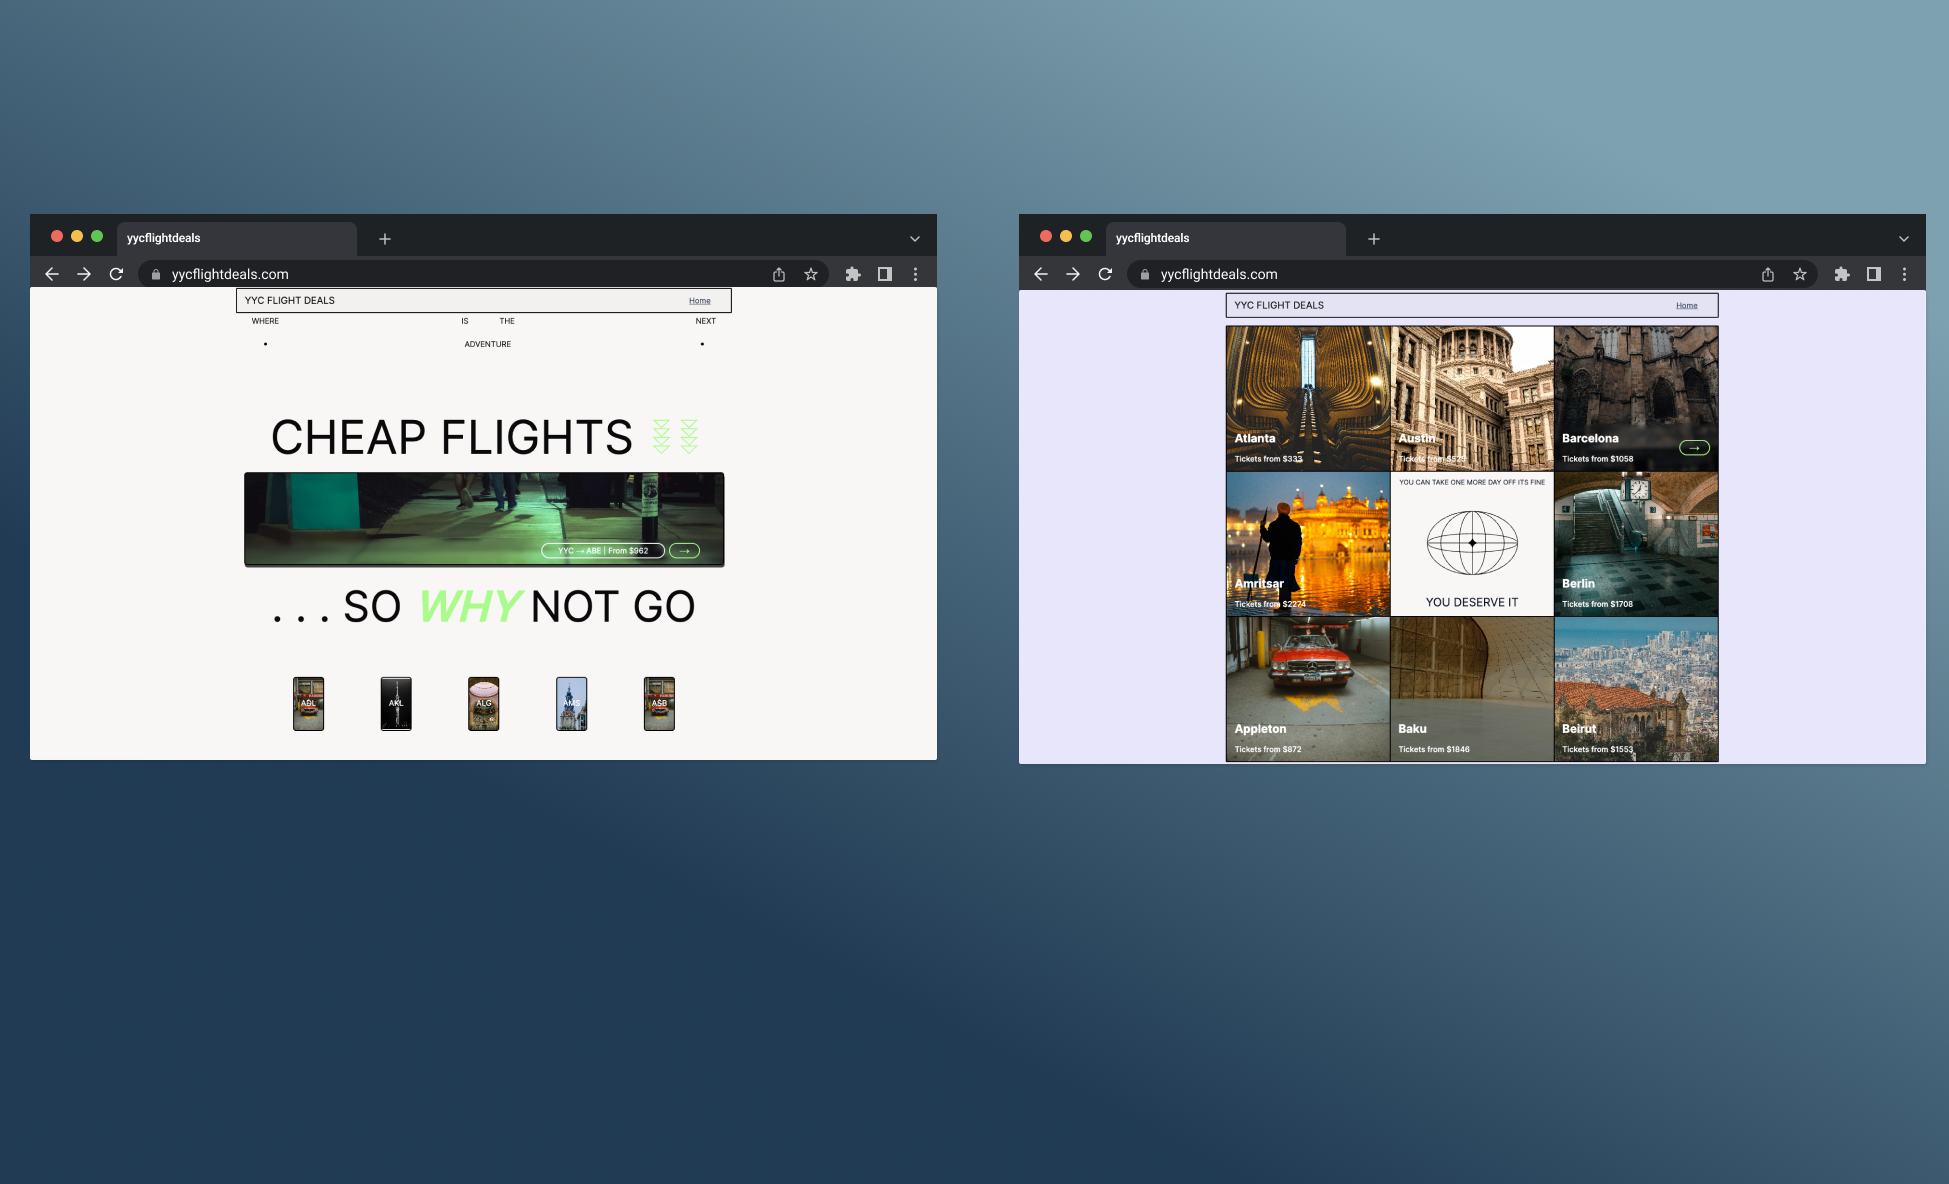 yycflightdeals
yycflightdeals.com
YYC FLIGHT DEALS Home
WHERE IS THE NEXT
• ADVENTURE •
CHEAP FLIGHTS
YYC → ABE | From $962 →
. . . SO WHY NOT GO
ADL AKL ALG AMS ASB
yycflightdeals
yycflightdeals.com
YYC FLIGHT DEALS Home
Atlanta Austin Barcelona
Tickets from $333 Tickets from $529 Tickets from $1058 →
YOU CAN TAKE ONE MORE DAY OFF ITS FINE
Amritsar Berlin
Tickets from $2274 YOU DESERVE IT Tickets from $1708
Appleton Baku Beirut
Tickets from $872 Tickets from $1846 Tickets from $1553